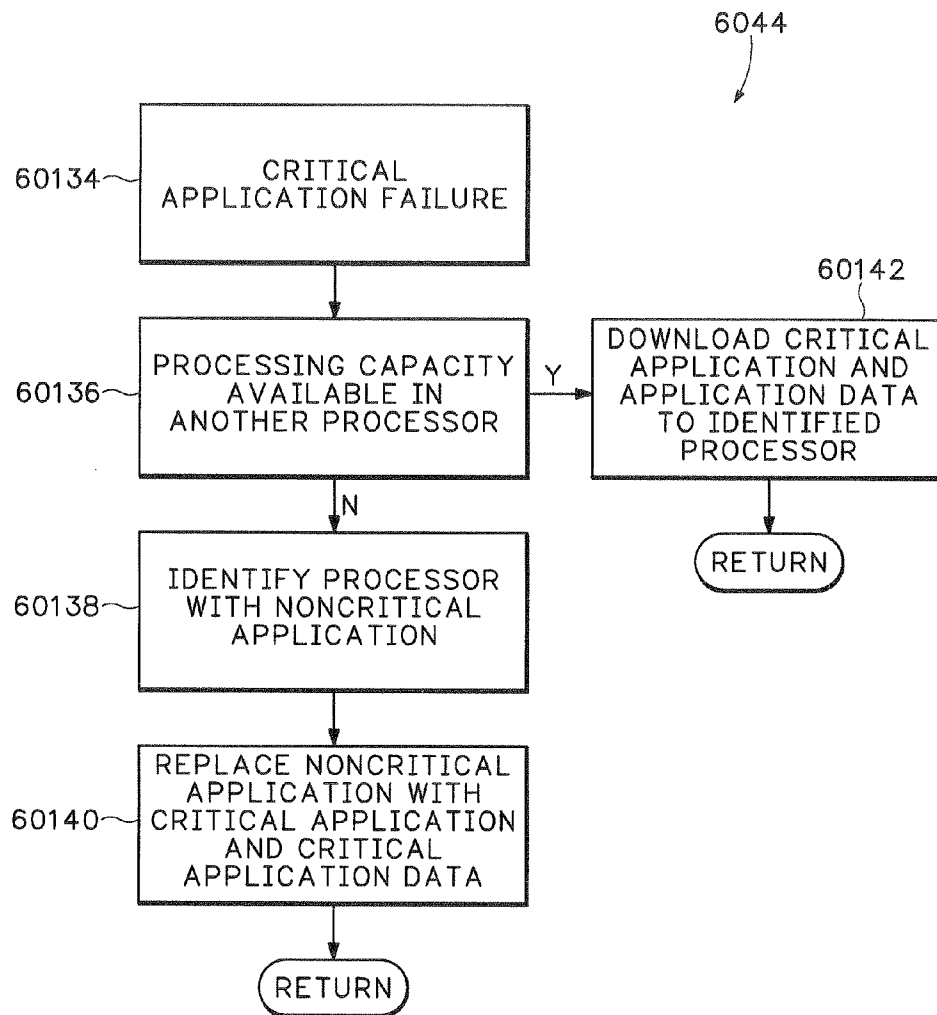 6044
60134
CRITICAL
APPLICATION FAILURE
60142
60136
PROCESSING CAPACITY
AVAILABLE IN
ANOTHER PROCESSOR
Y
DOWNLOAD CRITICAL
APPLICATION AND
APPLICATION DATA
TO IDENTIFIED
PROCESSOR
N
RETURN
60138
IDENTIFY PROCESSOR
WITH NONCRITICAL
APPLICATION
60140
REPLACE NONCRITICAL
APPLICATION WITH
CRITICAL APPLICATION
AND CRITICAL
APPLICATION DATA
RETURN